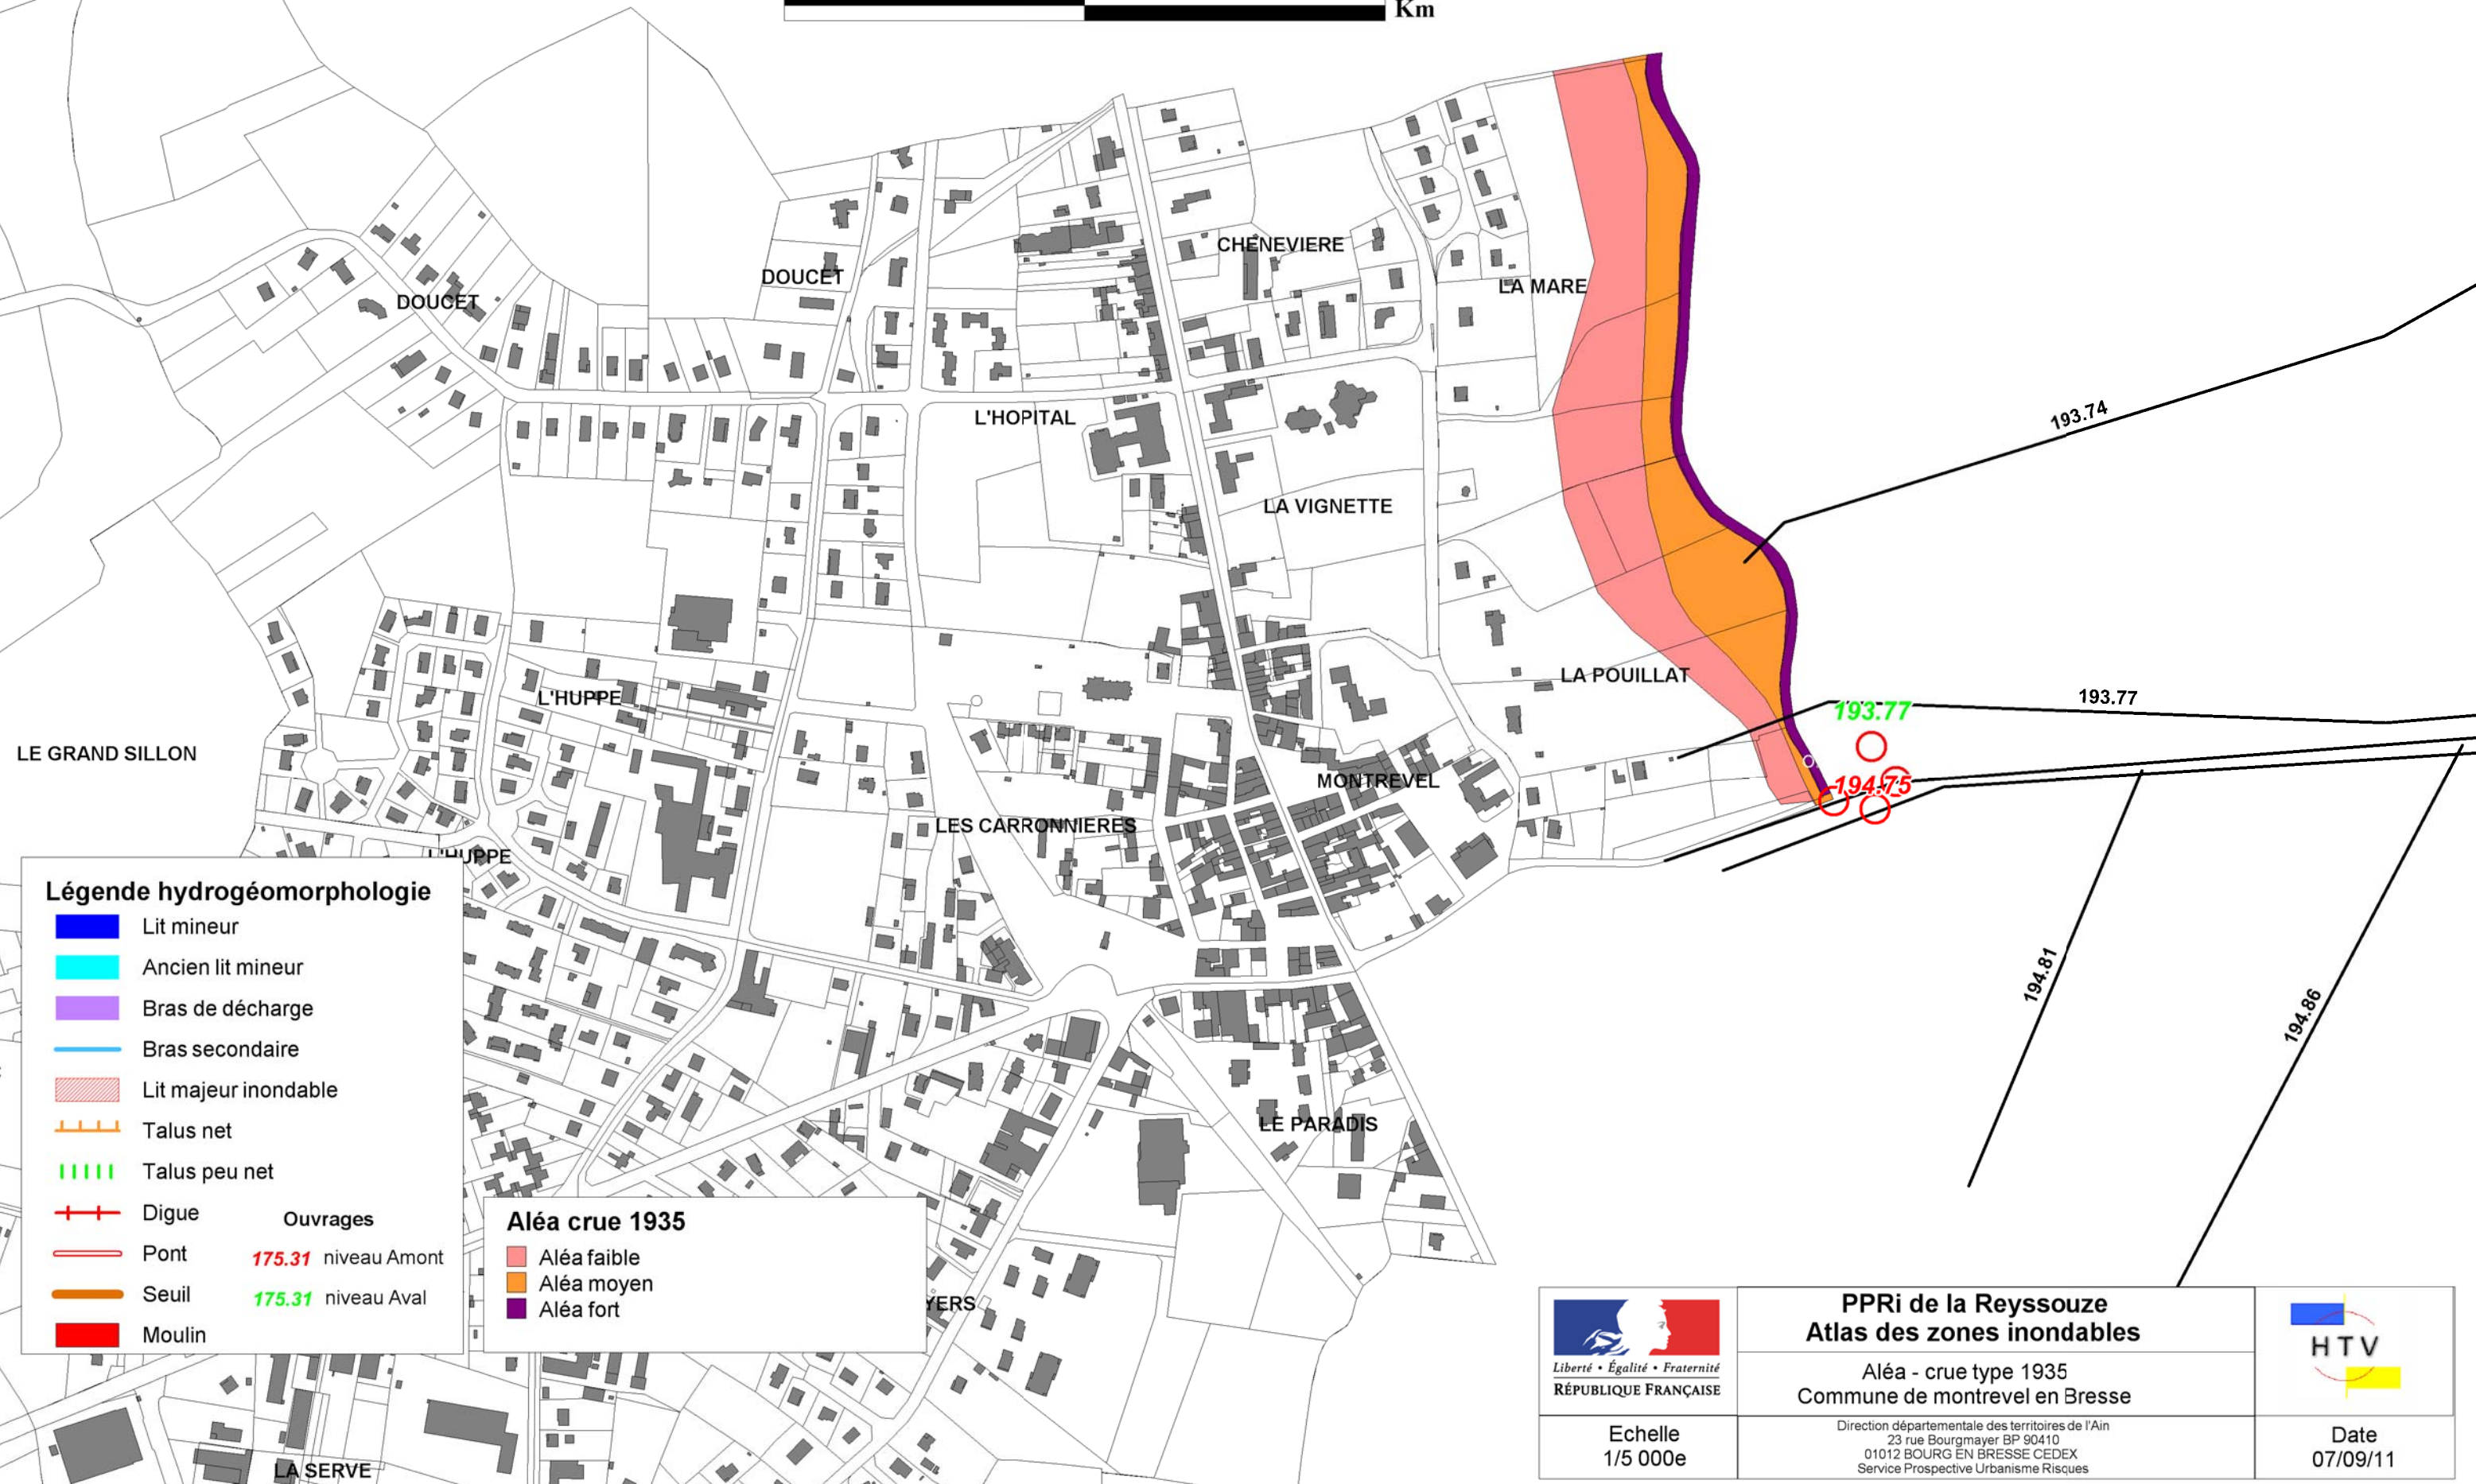 Km
CHENEVIERE
DOUCET
LA MARE
DOUCET
193.74
L'HOPITAL
LA VIGNETTE
LA POUILLAT
L'HUPPE
193.77
193.77
LE GRAND SILLON
MONTREVEL
194.75
LES CARRONNIERES
L'HUPPE
194.81
194.86
LE PARADIS
YERS
LA SERVE
Légende hydrogéomorphologie
Lit mineur
Ancien lit mineur
Bras de décharge
Bras secondaire
Lit majeur inondable
Talus net
Talus peu net
Digue
Ouvrages
Pont
175.31 niveau Amont
Seuil
175.31 niveau Aval
Moulin
Aléa crue 1935
Aléa faible
Aléa moyen
Aléa fort
Liberté • Égalité • Fraternité
RÉPUBLIQUE FRANÇAISE
PPRi de la Reyssouze
Atlas des zones inondables
Aléa - crue type 1935
Commune de montrevel en Bresse
HTV
Echelle
1/5 000e
Direction départementale des territoires de l'Ain
23 rue Bourgmayer BP 90410
01012 BOURG EN BRESSE CEDEX
Service Prospective Urbanisme Risques
Date
07/09/11